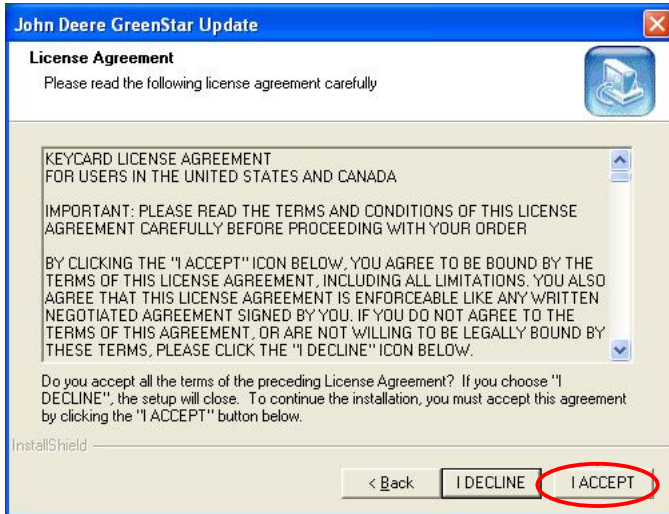 John Deere GreenStar Update
License Agreement
Please read the following license agreement carefully
KEYCARD LICENSE AGREEMENT
FOR USERS IN THE UNITED STATES AND CANADA
IMPORTANT: PLEASE READ THE TERMS AND CONDITIONS OF THIS LICENSE
AGREEMENT CAREFULLY BEFORE PROCEEDING WITH YOUR ORDER
BY CLICKING THE "I ACCEPT" ICON BELOW, YOU AGREE TO BE BOUND BY THE
TERMS OF THIS LICENSE AGREEMENT, INCLUDING ALL LIMITATIONS. YOU ALSO
AGREE THAT THIS LICENSE AGREEMENT IS ENFORCEABLE LIKE ANY WRITTEN
NEGOTIATED AGREEMENT SIGNED BY YOU. IF YOU DO NOT AGREE TO THE
TERMS OF THIS AGREEMENT, OR ARE NOT WILLING TO BE LEGALLY BOUND BY
THESE TERMS, PLEASE CLICK THE "I DECLINE" ICON BELOW.
Do you accept all the terms of the preceding License Agreement? If you choose "I
DECLINE", the setup will close. To continue the installation, you must accept this agreement
by clicking the "I ACCEPT" button below.
InstallShield
< Back I DECLINE I ACCEPT